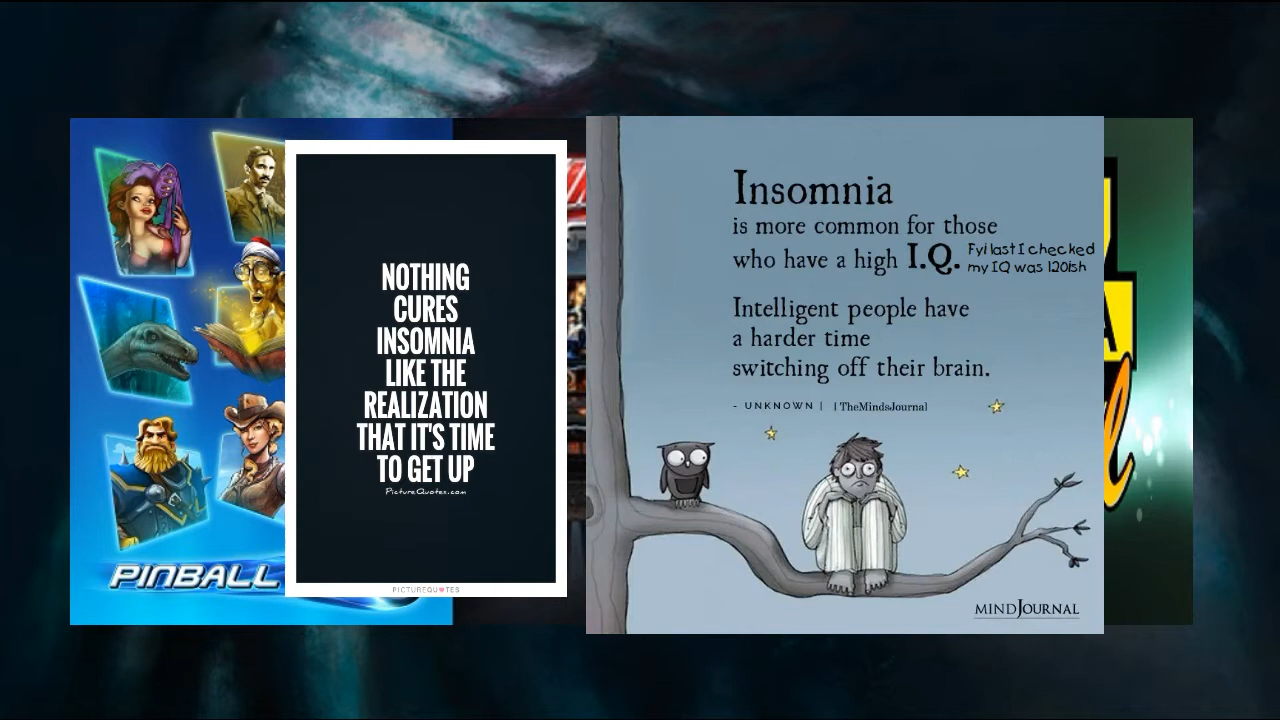 PINBALL
NOTHING
CURES
INSOMNIA
LIKE THE
REALIZATION
THAT IT'S TIME
TO GET UP
PictureQuotes.com
PICTUREQU♥TES
Insomnia
is more common for those
who have a high I.Q. Fyi last I checked
my IQ was 120ish
Intelligent people have
a harder time
switching off their brain.
- UNKNOWN | | TheMindsJournal
MINDJOURNAL